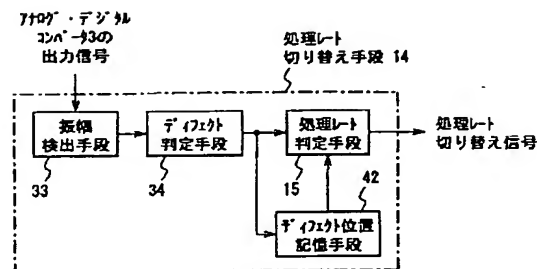 アナログ・デジタル
コンバータ3の
出力信号
処理レート
切り替え手段 14
振幅
検出手段
33
ディフェクト
判定手段
34
処理レート
判定手段
15
処理レート
切り替え信号
42
ディフェクト位置
記憶手段